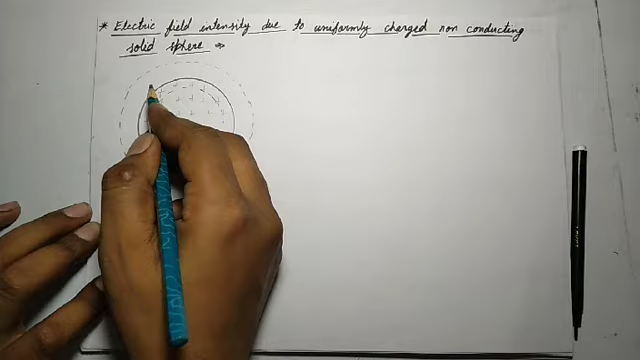 * Electric field intensity due to uniformly charged non conducting
solid sphere ⇒